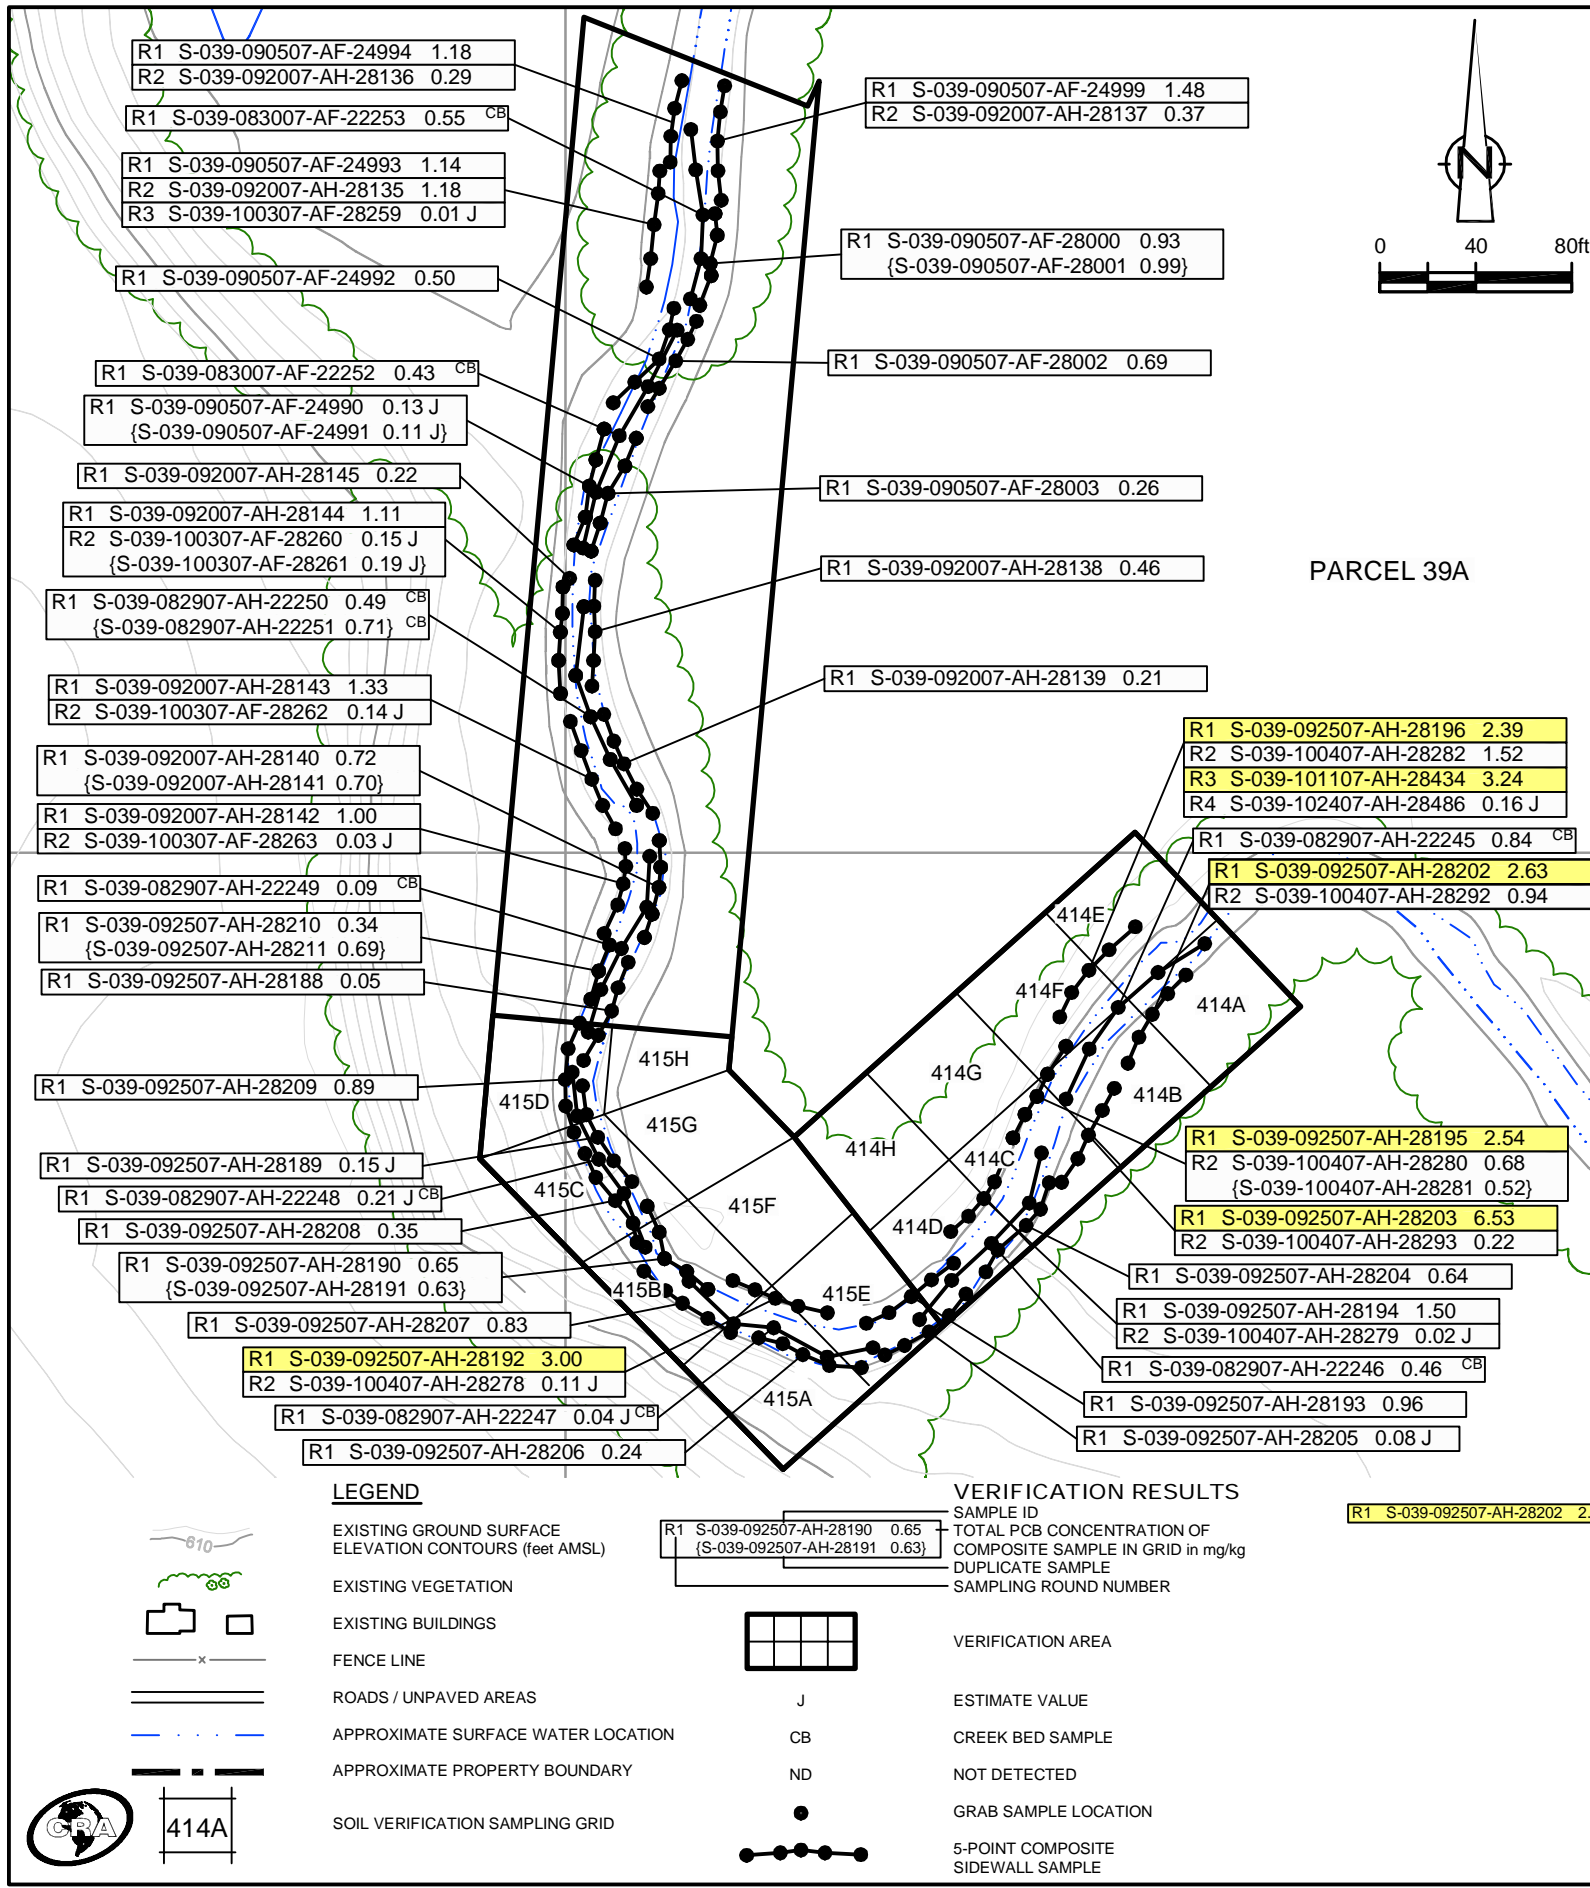 R1 S-039-090507-AF-24994 1.18
R2 S-039-092007-AH-28136 0.29
R1 S-039-083007-AF-22253 0.55 CB
R1 S-039-090507-AF-24993 1.14
R2 S-039-092007-AH-28135 1.18
R3 S-039-100307-AF-28259 0.01 J
R1 S-039-090507-AF-24992 0.50
R1 S-039-083007-AF-22252 0.43 CB
R1 S-039-090507-AF-24990 0.13 J
{S-039-090507-AF-24991 0.11 J}
R1 S-039-092007-AH-28145 0.22
R1 S-039-092007-AH-28144 1.11
R2 S-039-100307-AF-28260 0.15 J
{S-039-100307-AF-28261 0.19 J}
R1 S-039-082907-AH-22250 0.49 CB
{S-039-082907-AH-22251 0.71} CB
R1 S-039-092007-AH-28143 1.33
R2 S-039-100307-AF-28262 0.14 J
R1 S-039-092007-AH-28140 0.72
{S-039-092007-AH-28141 0.70}
R1 S-039-092007-AH-28142 1.00
R2 S-039-100307-AF-28263 0.03 J
R1 S-039-082907-AH-22249 0.09 CB
R1 S-039-092507-AH-28210 0.34
{S-039-092507-AH-28211 0.69}
R1 S-039-092507-AH-28188 0.05
R1 S-039-092507-AH-28209 0.89
R1 S-039-092507-AH-28189 0.15 J
R1 S-039-082907-AH-22248 0.21 J CB
R1 S-039-092507-AH-28208 0.35
R1 S-039-092507-AH-28190 0.65
{S-039-092507-AH-28191 0.63}
R1 S-039-092507-AH-28207 0.83
R1 S-039-092507-AH-28192 3.00
R2 S-039-100407-AH-28278 0.11 J
R1 S-039-082907-AH-22247 0.04 J CB
R1 S-039-092507-AH-28206 0.24
R1 S-039-090507-AF-24999 1.48
R2 S-039-092007-AH-28137 0.37
R1 S-039-090507-AF-28000 0.93
{S-039-090507-AF-28001 0.99}
R1 S-039-090507-AF-28002 0.69
R1 S-039-090507-AF-28003 0.26
R1 S-039-092007-AH-28138 0.46
R1 S-039-092007-AH-28139 0.21
N
0 40 80ft
PARCEL 39A
R1 S-039-092507-AH-28196 2.39
R2 S-039-100407-AH-28282 1.52
R3 S-039-101107-AH-28434 3.24
R4 S-039-102407-AH-28486 0.16 J
R1 S-039-082907-AH-22245 0.84 CB
R1 S-039-092507-AH-28202 2.63
R2 S-039-100407-AH-28292 0.94
414E
414F
414A
414G
414B
414H
414C
414D
415H
415D
415G
415C
415F
415B
415E
415A
R1 S-039-092507-AH-28195 2.54
R2 S-039-100407-AH-28280 0.68
{S-039-100407-AH-28281 0.52}
R1 S-039-092507-AH-28203 6.53
R2 S-039-100407-AH-28293 0.22
R1 S-039-092507-AH-28204 0.64
R1 S-039-092507-AH-28194 1.50
R2 S-039-100407-AH-28279 0.02 J
R1 S-039-082907-AH-22246 0.46 CB
R1 S-039-092507-AH-28193 0.96
R1 S-039-092507-AH-28205 0.08 J
LEGEND
610
EXISTING GROUND SURFACE
ELEVATION CONTOURS (feet AMSL)
EXISTING VEGETATION
EXISTING BUILDINGS
x
FENCE LINE
ROADS / UNPAVED AREAS
APPROXIMATE SURFACE WATER LOCATION
APPROXIMATE PROPERTY BOUNDARY
CRA
414A
SOIL VERIFICATION SAMPLING GRID
VERIFICATION RESULTS
R1 S-039-092507-AH-28190 0.65
{S-039-092507-AH-28191 0.63}
SAMPLE ID
TOTAL PCB CONCENTRATION OF
COMPOSITE SAMPLE IN GRID in mg/kg
DUPLICATE SAMPLE
SAMPLING ROUND NUMBER
R1 S-039-092507-AH-28202 2.
VERIFICATION AREA
J
ESTIMATE VALUE
CB
CREEK BED SAMPLE
ND
NOT DETECTED
GRAB SAMPLE LOCATION
5-POINT COMPOSITE
SIDEWALL SAMPLE